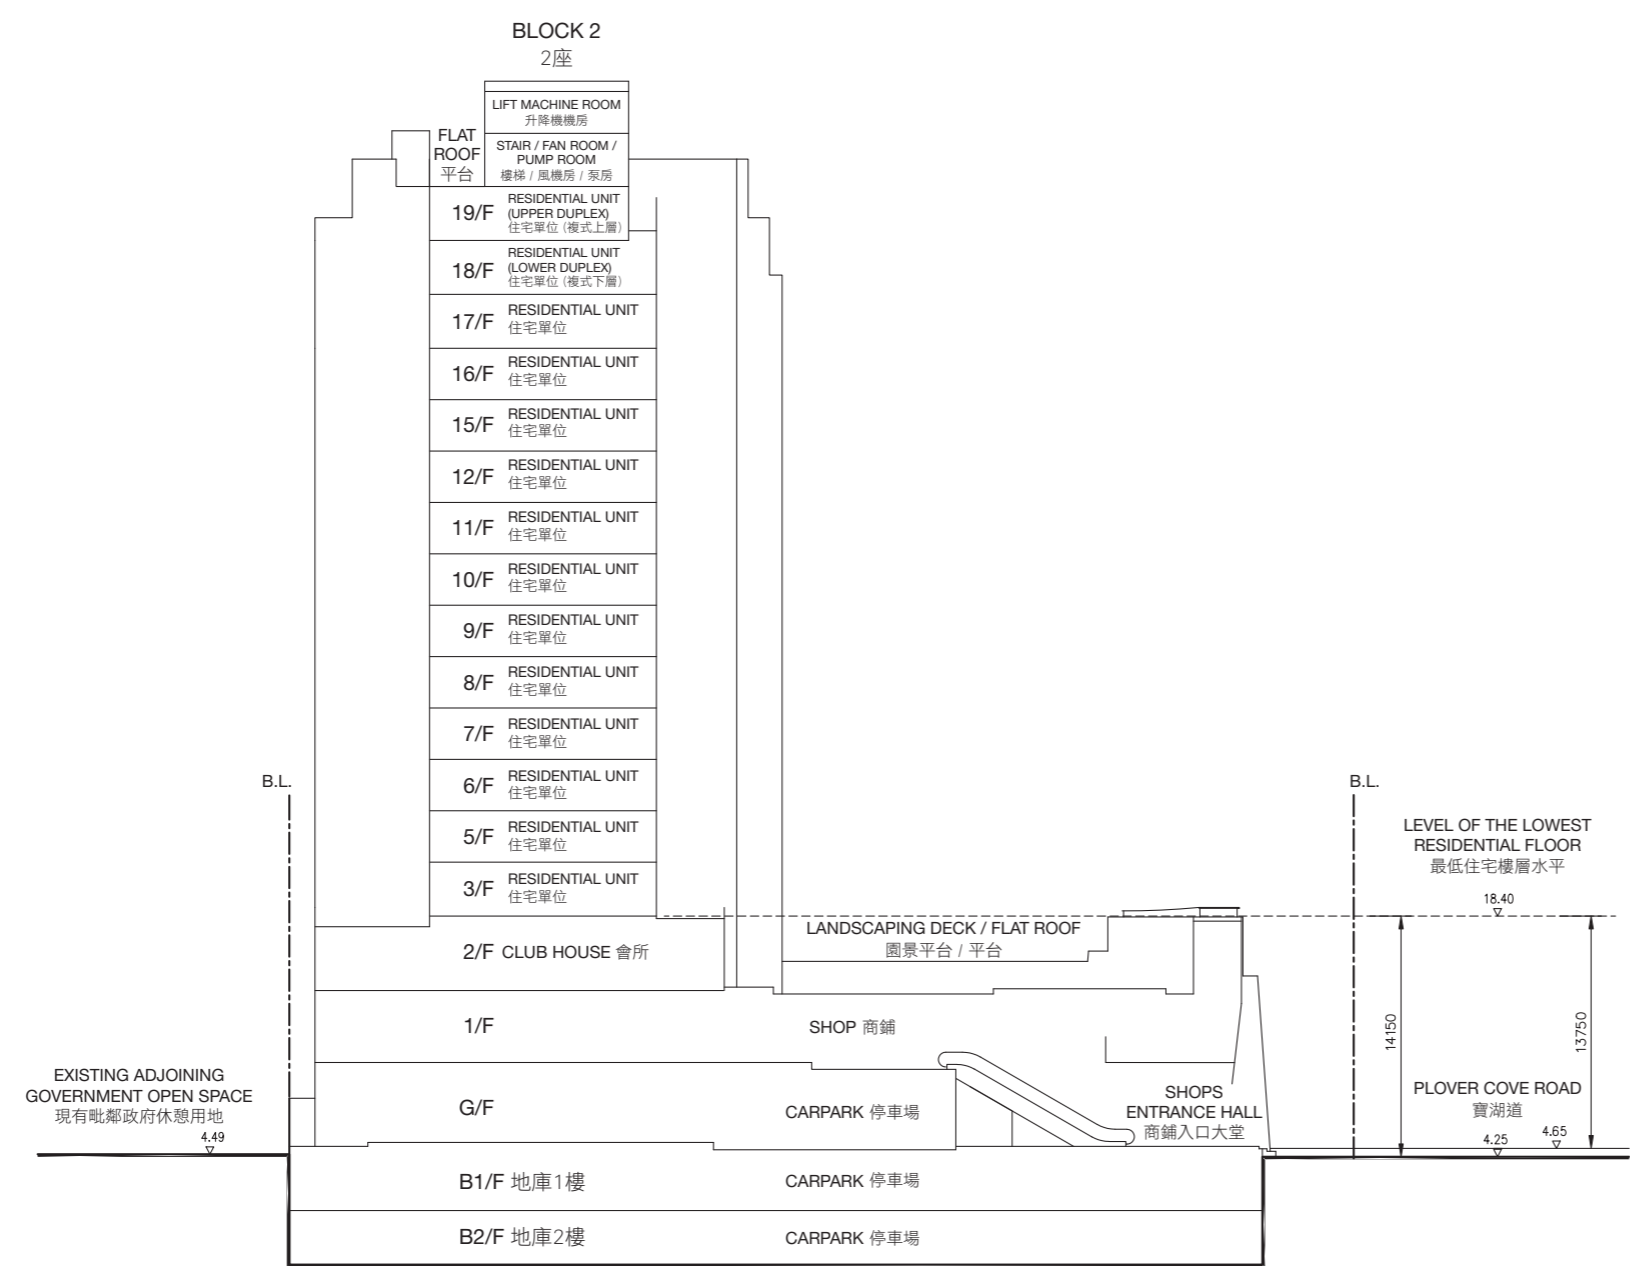 BLOCK 2
2座
LIFT MACHINE ROOM
升降機機房
FLAT
ROOF
平台
STAIR / FAN ROOM /
PUMP ROOM
樓梯 / 風機房 / 泵房
19/F
RESIDENTIAL UNIT
(UPPER DUPLEX)
住宅單位 (複式上層)
18/F
RESIDENTIAL UNIT
(LOWER DUPLEX)
住宅單位 (複式下層)
17/F
RESIDENTIAL UNIT
住宅單位
16/F
RESIDENTIAL UNIT
住宅單位
15/F
RESIDENTIAL UNIT
住宅單位
12/F
RESIDENTIAL UNIT
住宅單位
11/F
RESIDENTIAL UNIT
住宅單位
10/F
RESIDENTIAL UNIT
住宅單位
9/F
RESIDENTIAL UNIT
住宅單位
8/F
RESIDENTIAL UNIT
住宅單位
7/F
RESIDENTIAL UNIT
住宅單位
6/F
RESIDENTIAL UNIT
住宅單位
5/F
RESIDENTIAL UNIT
住宅單位
3/F
RESIDENTIAL UNIT
住宅單位
B.L.
B.L.
LEVEL OF THE LOWEST
RESIDENTIAL FLOOR
最低住宅樓層水平
18.40
2/F CLUB HOUSE 會所
LANDSCAPING DECK / FLAT ROOF
園景平台 / 平台
1/F
SHOP 商鋪
14150
13750
EXISTING ADJOINING
GOVERNMENT OPEN SPACE
現有毗鄰政府休憩用地
4.49
G/F
CARPARK 停車場
SHOPS
ENTRANCE HALL
商鋪入口大堂
PLOVER COVE ROAD
寶湖道
4.25
4.65
B1/F 地庫1樓
CARPARK 停車場
B2/F 地庫2樓
CARPARK 停車場